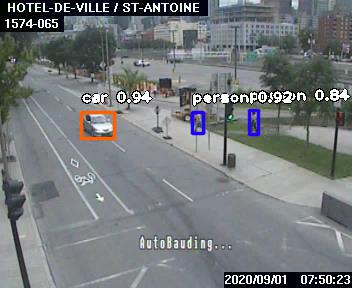 HOTEL-DE-VILLE / ST-ANTOINE
1574-065
car 0.94
person 0.92
person 0.84
AutoBauding...
2020/09/01 07:50:23